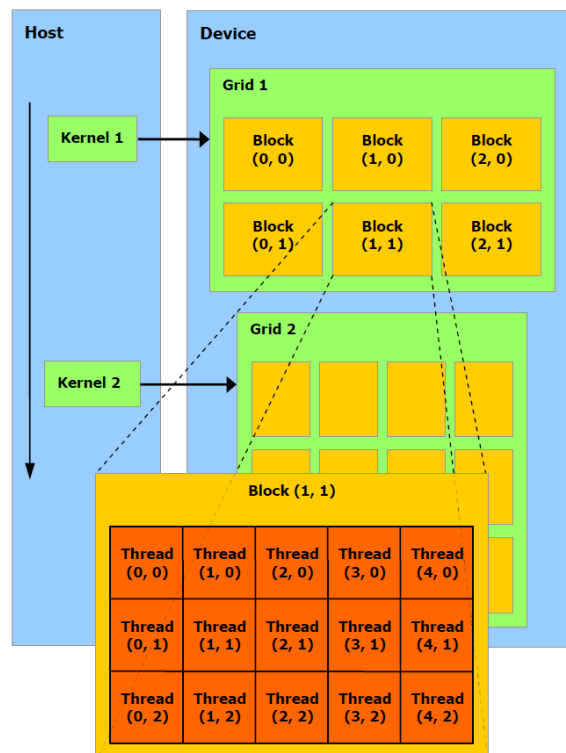 Host
Device
Grid 1
Kernel 1
Block
(0, 0)
Block
(1, 0)
Block
(2, 0)
Block
(0, 1)
Block
(1, 1)
Block
(2, 1)
Grid 2
Kernel 2
Block (1, 1)
Thread
(0, 0)
Thread
(1, 0)
Thread
(2, 0)
Thread
(3, 0)
Thread
(4, 0)
Thread
(0, 1)
Thread
(1, 1)
Thread
(2, 1)
Thread
(3, 1)
Thread
(4, 1)
Thread
(0, 2)
Thread
(1, 2)
Thread
(2, 2)
Thread
(3, 2)
Thread
(4, 2)